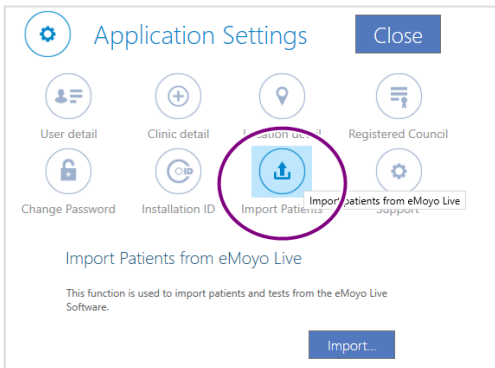 Application Settings
Close
User detail
Clinic detail
Location detail
Registered Council
Change Password
Installation ID
Import Patients
Support
Import patients from eMoyo Live
Import Patients from eMoyo Live
This function is used to import patients and tests from the eMoyo Live
Software.
Import...